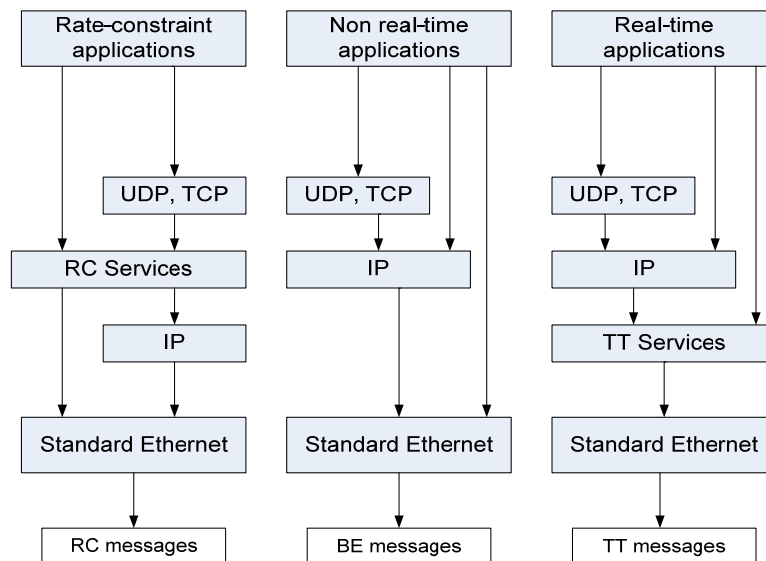 Rate-constraint
applications
UDP, TCP
RC Services
IP
Standard Ethernet
RC messages
Non real-time
applications
UDP, TCP
IP
Standard Ethernet
BE messages
Real-time
applications
UDP, TCP
IP
TT Services
Standard Ethernet
TT messages